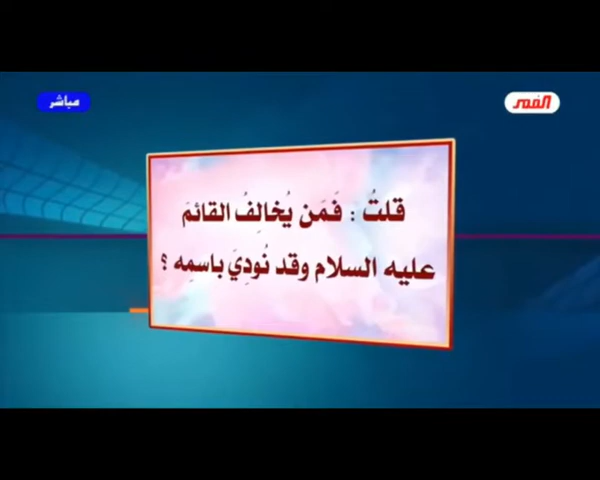 مباشر
القمر
قلتُ : فَمَن يُخالِفُ القائمَ
عليه السلام وقد نُودِيَ باسمِه ؟